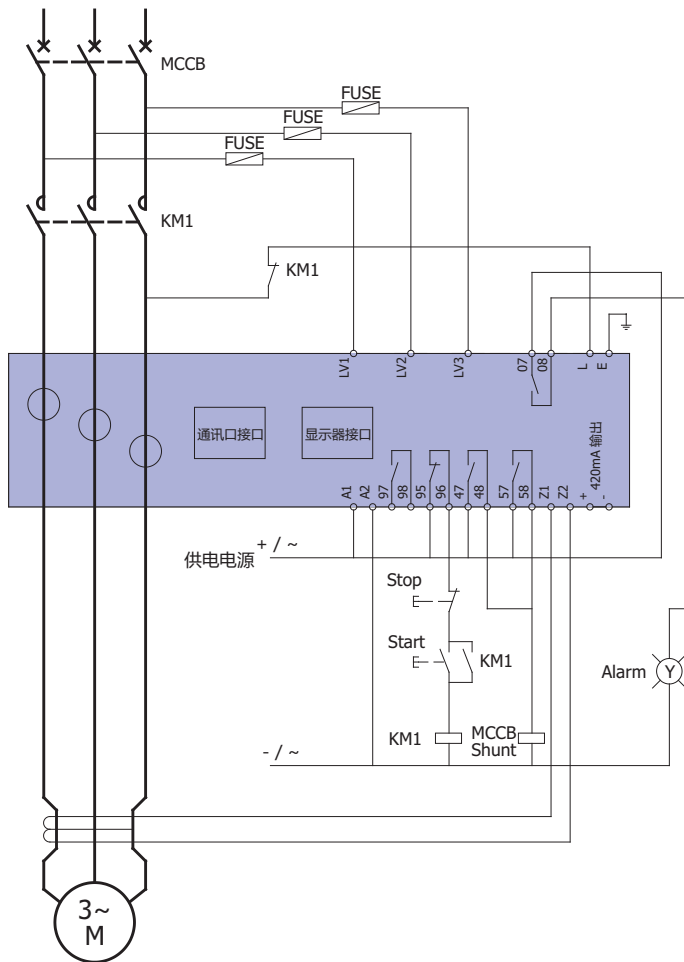 MCCB
FUSE
FUSE
FUSE
KM1
KM1
LV1
LV2
LV3
07
08
L
E
通讯口接口
显示器接口
420mA 输出
A1
A2
97
98
95
96
47
48
57
58
Z1
Z2
+
-
供电电源
+ / ~
Stop
Start
KM1
Alarm
Y
KM1
MCCB
Shunt
- / ~
3~
M